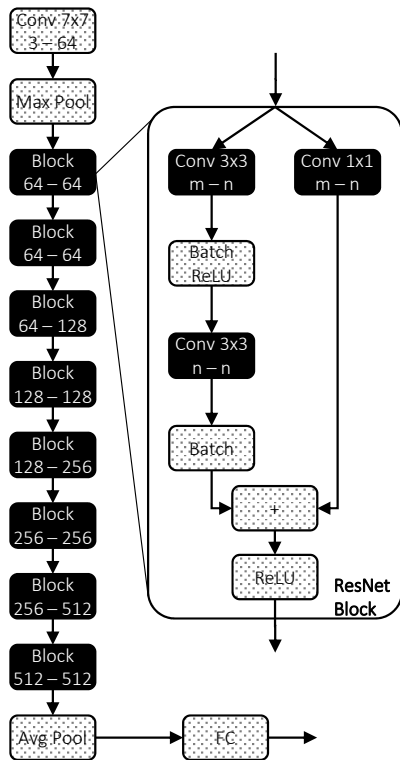 Conv 7x7
3 – 64
Max Pool
Block
64 – 64
Block
64 – 64
Block
64 – 128
Block
128 – 128
Block
128 – 256
Block
256 – 256
Block
256 – 512
Block
512 – 512
Avg Pool
FC
Conv 3x3
m – n
Conv 1x1
m – n
Batch
ReLU
Conv 3x3
n – n
Batch
+
ReLU
ResNet
Block